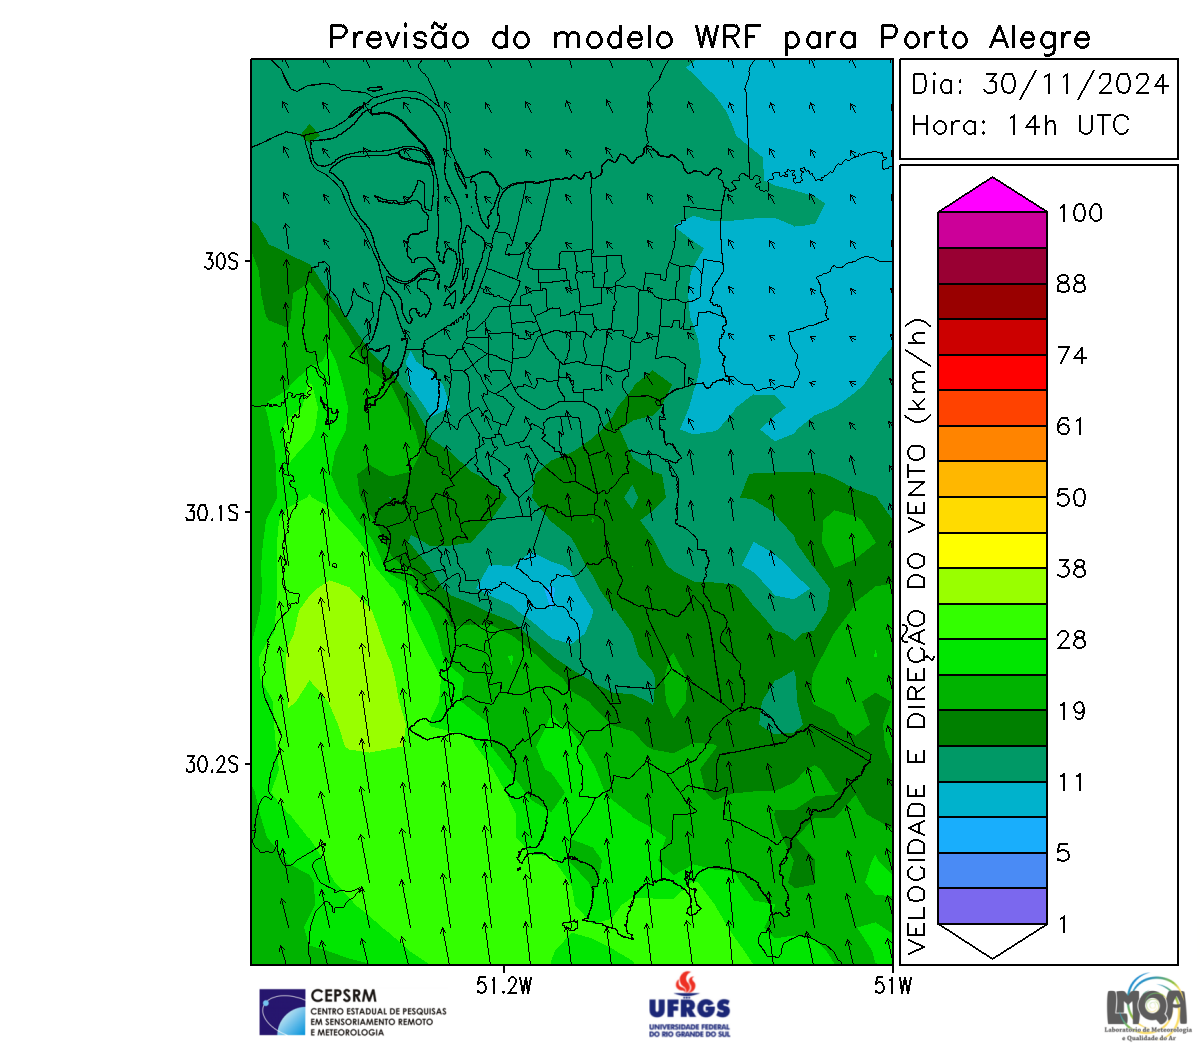 Previsão do modelo WRF para Porto Alegre
Dia: 30/11/2024
Hora: 14h UTC
30S
30.1S
30.2S
51.2W
51W
VELOCIDADE E DIREÇÃO DO VENTO (km/h)
100
88
74
61
50
38
28
19
11
5
1
CEPSRM
CENTRO ESTADUAL DE PESQUISAS
EM SENSORIAMENTO REMOTO
E METEOROLOGIA
UFRGS
UNIVERSIDADE FEDERAL
DO RIO GRANDE DO SUL
LMQA
Laboratório de Meteorologia
e Qualidade do Ar